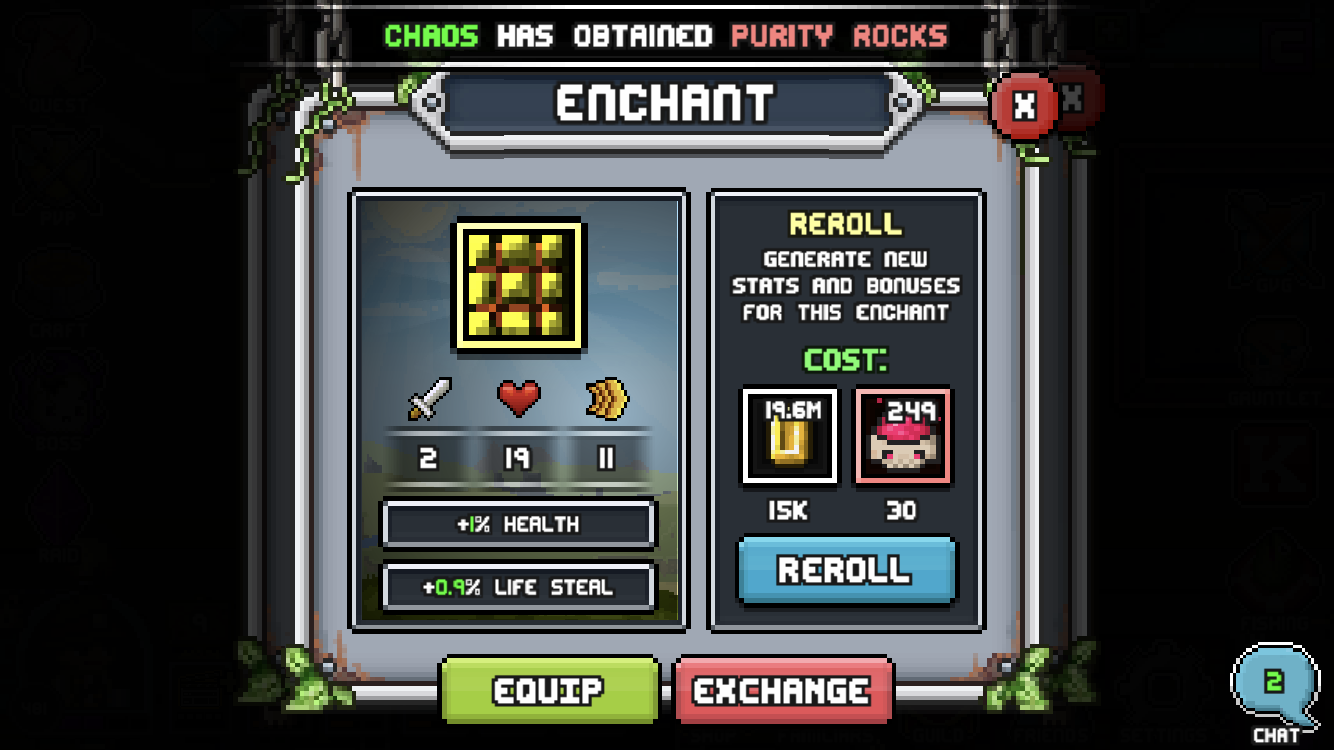 CHAOS HAS OBTAINED PURITY ROCKS
ENCHANT
X
X
2
19
11
+1% HEALTH
+0.9% LIFE STEAL
REROLL
GENERATE NEW
STATS AND BONUSES
FOR THIS ENCHANT
COST:
19.6M
249
15K
30
REROLL
EQUIP
EXCHANGE
2
CHAT